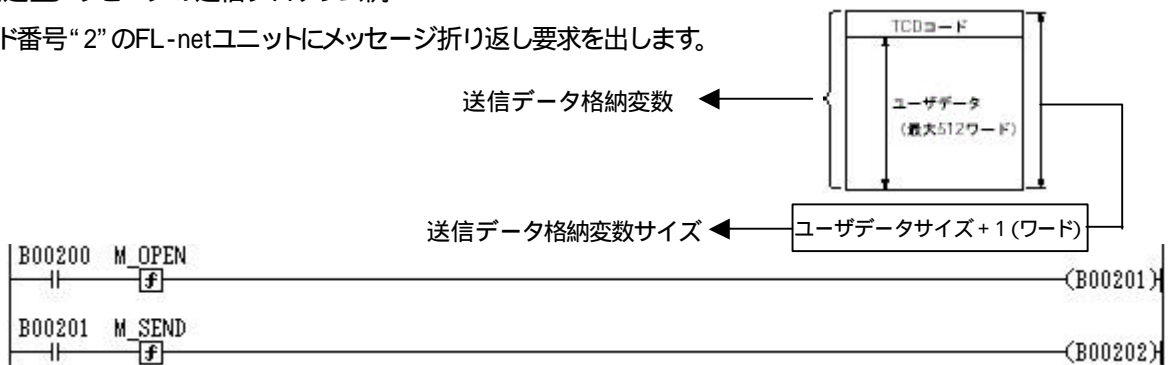 ド番号“2”のFL-netユニットにメッセージ折り返し要求を出します。
TCDコード
送信データ格納変数
ユーザデータ
(最大512ワード)
送信データ格納変数サイズ
ユーザデータサイズ + 1 (ワード)
B00200 M_OPEN
(B00201)
B00201 M_SEND
(B00202)